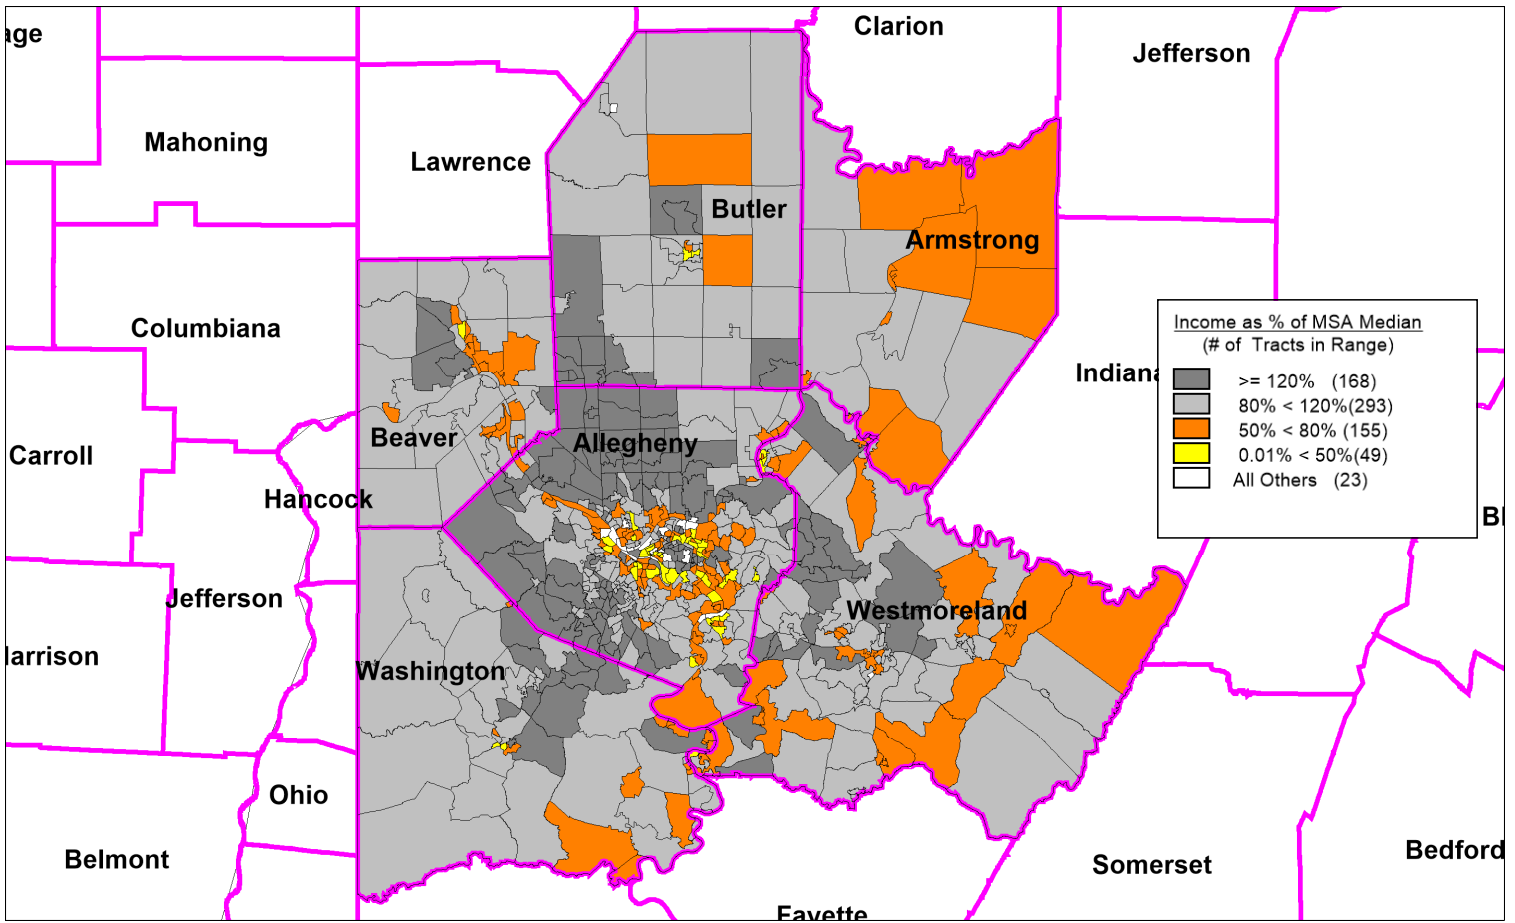 Clarion
age
Jefferson
Mahoning
Lawrence
Butler
Armstrong
Columbiana
Income as % of MSA Median
(# of Tracts in Range)
>= 120% (168)
80% < 120%(293)
50% < 80% (155)
0.01% < 50%(49)
All Others (23)
Indiana
Beaver
Allegheny
Carroll
Hancock
Bl
Jefferson
Westmoreland
larrison
Washington
Ohio
Belmont
Somerset
Bedford
Fayette